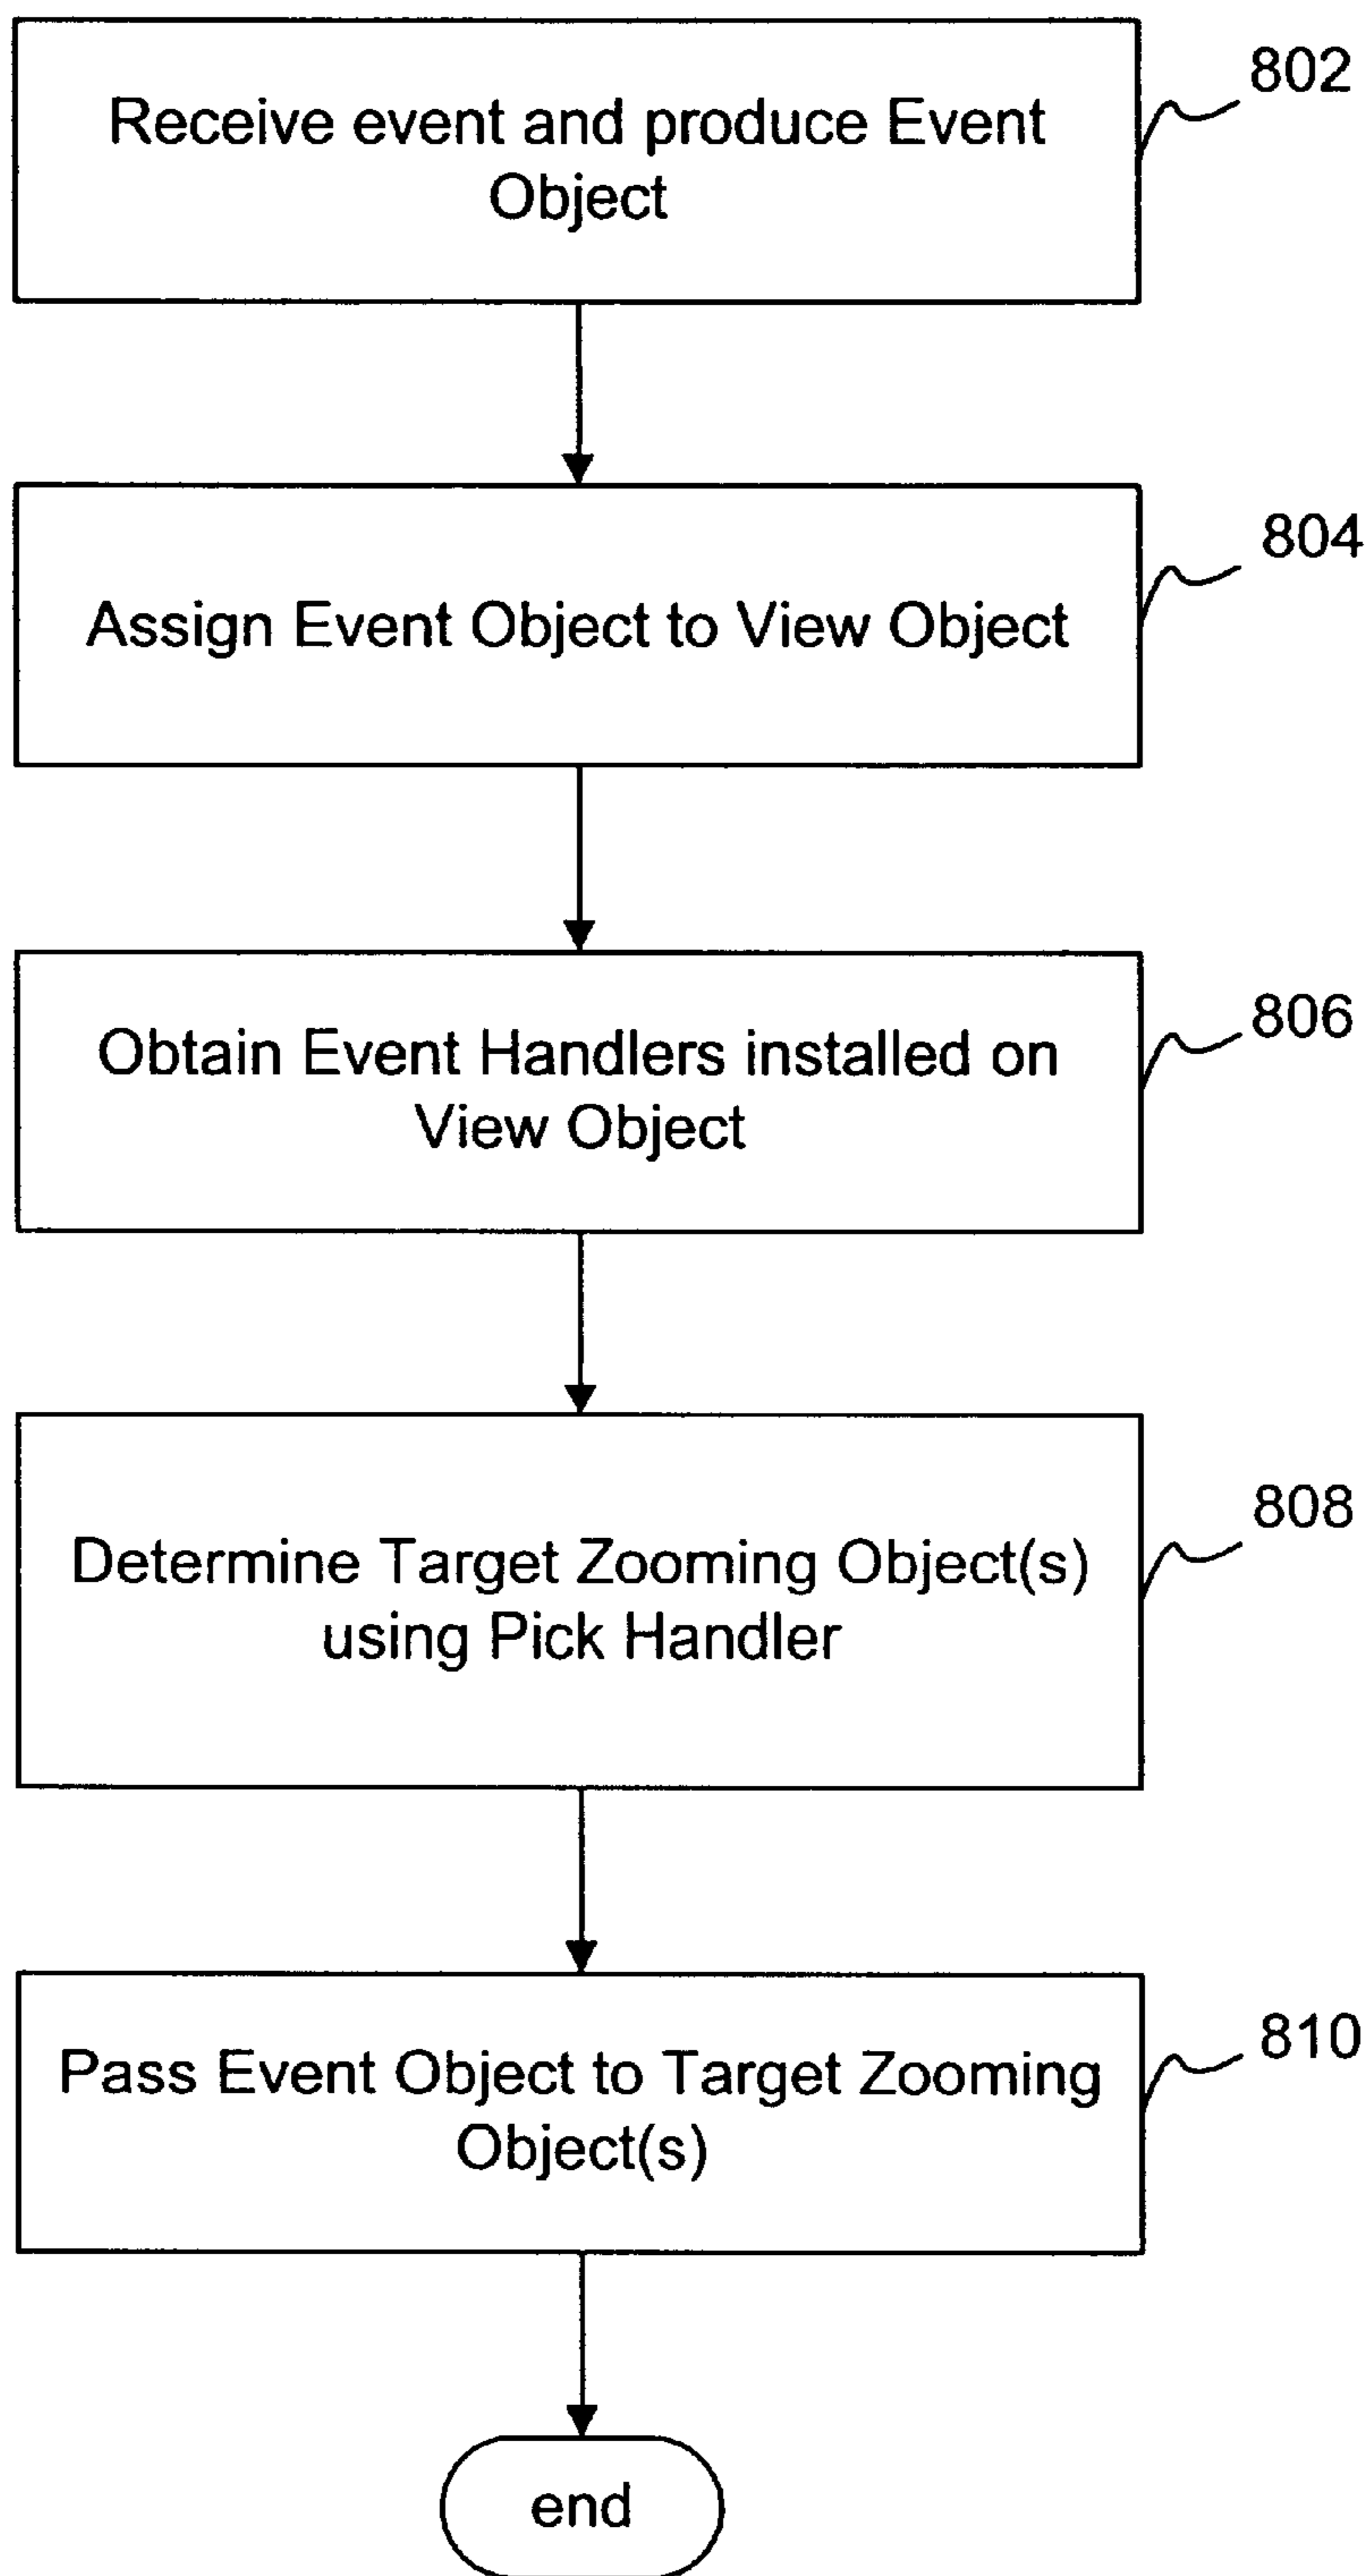 Receive event and produce Event
Object
802
Assign Event Object to View Object
804
Obtain Event Handlers installed on
View Object
806
Determine Target Zooming Object(s)
using Pick Handler
808
Pass Event Object to Target Zooming
Object(s)
810
end